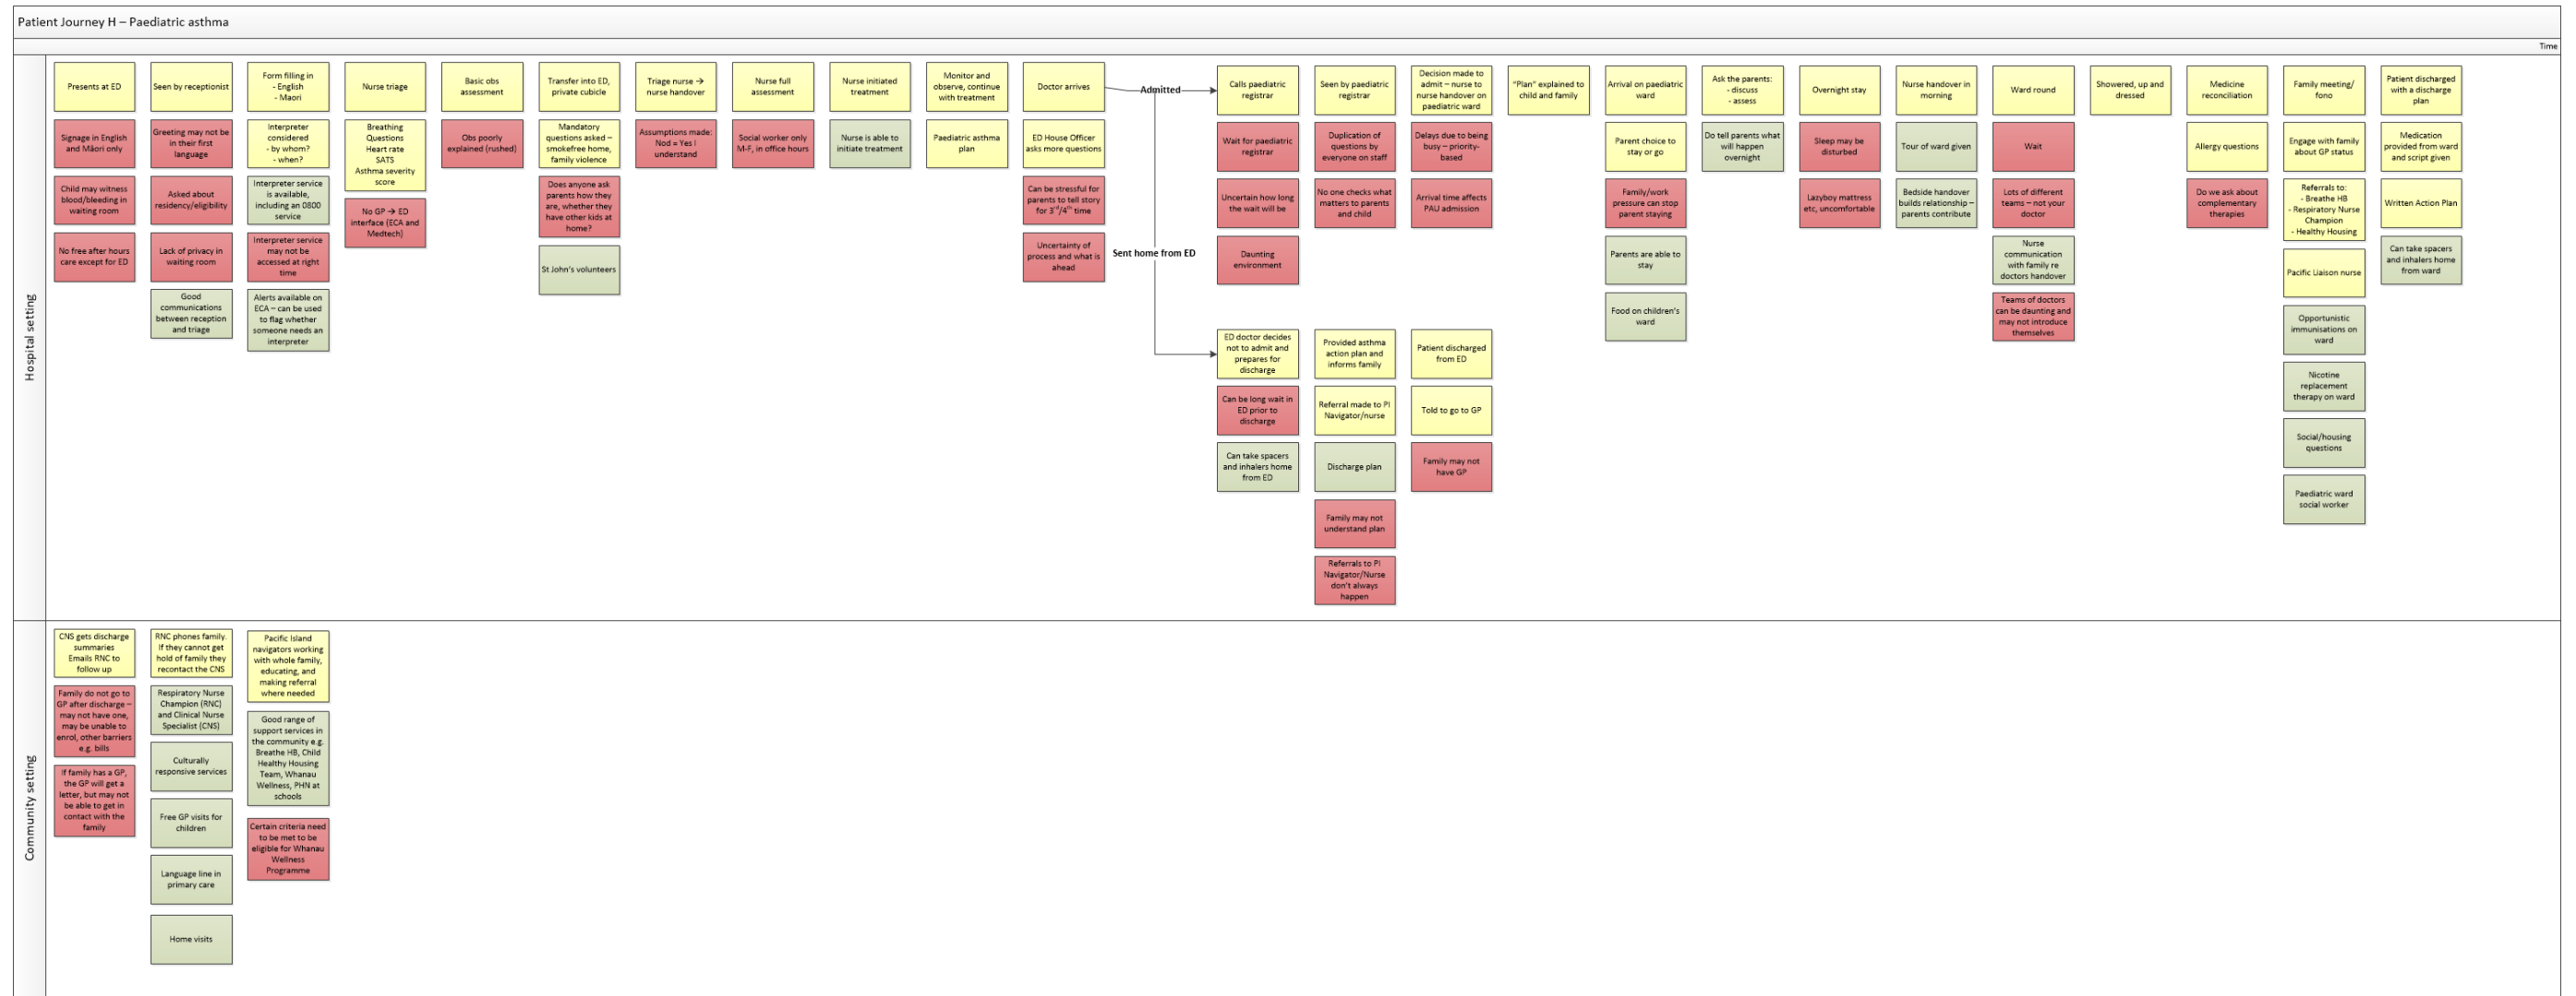 Patient Journey H – Paediatric asthma
Time
Hospital setting
Presents at ED
Signage in English
and Māori only
Child may witness
blood/bleeding in
waiting room
No free after hours
care except for ED
Seen by receptionist
Greeting may not be
in their first
language
Asked about
residency/eligibility
Lack of privacy in
waiting room
Good
communications
between reception
and triage
Form filling in
- English
- Maori
Interpreter
considered
- by whom?
- when?
Interpreter service
is available,
including an 0800
service
Interpreter service
may not be
accessed at right
time
Alerts available on
ECA – can be used
to flag whether
someone needs an
interpreter
Nurse triage
Breathing
Questions
Heart rate
SATS
Asthma severity
score
No GP → ED
interface (ECA and
Medtech)
Basic obs
assessment
Obs poorly
explained (rushed)
Transfer into ED,
private cubicle
Mandatory
questions asked –
smokefree home,
family violence
Does anyone ask
parents how they
are, whether they
have other kids at
home?
St John's volunteers
Triage nurse →
nurse handover
Assumptions made:
Nod = Yes I
understand
Nurse full
assessment
Social worker only
M-F, in office hours
Nurse initiated
treatment
Nurse is able to
initiate treatment
Monitor and
observe, continue
with treatment
Paediatric asthma
plan
Doctor arrives
ED House Officer
asks more questions
Can be stressful for
parents to tell story
for 3rd/4th time
Uncertainty of
process and what is
ahead
Admitted
Sent home from ED
Calls paediatric
registrar
Wait for paediatric
registrar
Uncertain how long
the wait will be
Daunting
environment
Seen by paediatric
registrar
Duplication of
questions by
everyone on staff
No one checks what
matters to parents
and child
Decision made to
admit – nurse to
nurse handover on
paediatric ward
Delays due to being
busy – priority-
based
Arrival time affects
PAU admission
"Plan" explained to
child and family
Arrival on paediatric
ward
Parent choice to
stay or go
Family/work
pressure can stop
parent staying
Parents are able to
stay
Food on children's
ward
Ask the parents:
- discuss
- assess
Do tell parents what
will happen
overnight
Overnight stay
Sleep may be
disturbed
Lazyboy mattress
etc, uncomfortable
Nurse handover in
morning
Tour of ward given
Bedside handover
builds relationship –
parents contribute
Ward round
Wait
Lots of different
teams – not your
doctor
Nurse
communication
with family re
doctors handover
Teams of doctors
can be daunting and
may not introduce
themselves
Showered, up and
dressed
Medicine
reconciliation
Allergy questions
Do we ask about
complementary
therapies
Family meeting/
fono
Engage with family
about GP status
Referrals to:
- Breathe HB
- Respiratory Nurse
Champion
- Healthy Housing
Pacific Liaison nurse
Opportunistic
immunisations on
ward
Nicotine
replacement
therapy on ward
Social/housing
questions
Paediatric ward
social worker
Patient discharged
with a discharge
plan
Medication
provided from ward
and script given
Written Action Plan
Can take spacers
and inhalers home
from ward
ED doctor decides
not to admit and
prepares for
discharge
Can be long wait in
ED prior to
discharge
Can take spacers
and inhalers home
from ED
Provided asthma
action plan and
informs family
Referral made to PI
Navigator/nurse
Discharge plan
Family may not
understand plan
Referrals to PI
Navigator/Nurse
don't always
happen
Patient discharged
from ED
Told to go to GP
Family may not
have GP
Community setting
CNS gets discharge
summaries
Emails RNC to
follow up
Family do not go to
GP after discharge –
may not have one,
may be unable to
enrol, other barriers
e.g. bills
If family has a GP,
the GP will get a
letter, but may not
be able to get in
contact with the
family
RNC phones family.
If they cannot get
hold of family they
recontact the CNS
Respiratory Nurse
Champion (RNC)
and Clinical Nurse
Specialist (CNS)
Culturally
responsive services
Free GP visits for
children
Language line in
primary care
Home visits
Pacific Island
navigators working
with whole family,
educating, and
making referral
where needed
Good range of
support services in
the community e.g.
Breathe HB, Child
Healthy Housing
Team, Whanau
Wellness, PHN at
schools
Certain criteria need
to be met to be
eligible for Whanau
Wellness
Programme